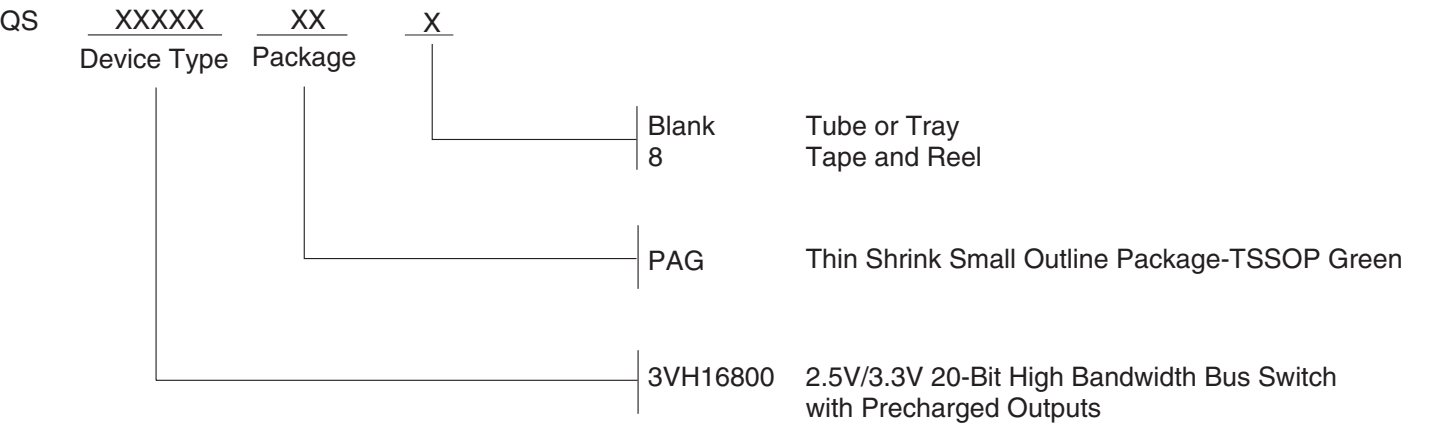 QS XXXXX XX X
Device Type Package
Blank Tube or Tray
8 Tape and Reel
PAG Thin Shrink Small Outline Package-TSSOP Green
3VH16800 2.5V/3.3V 20-Bit High Bandwidth Bus Switch
with Precharged Outputs